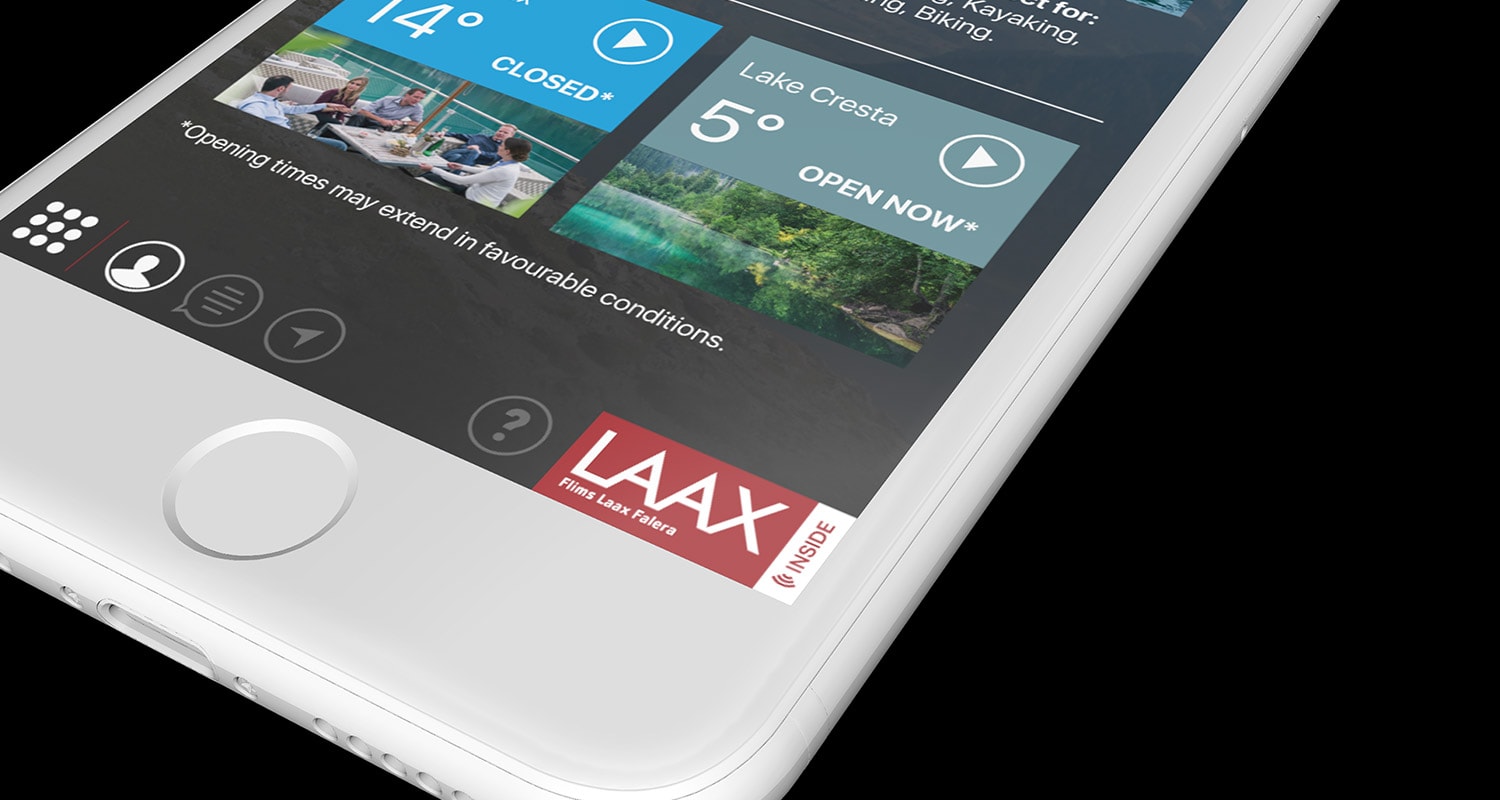 ct for:
Kayaking,
Biking.
14°
CLOSED*
Lake Cresta
5°
OPEN NOW*
*Opening times may extend in favourable conditions.
?
LAAX
Flims Laax Falera
INSIDE